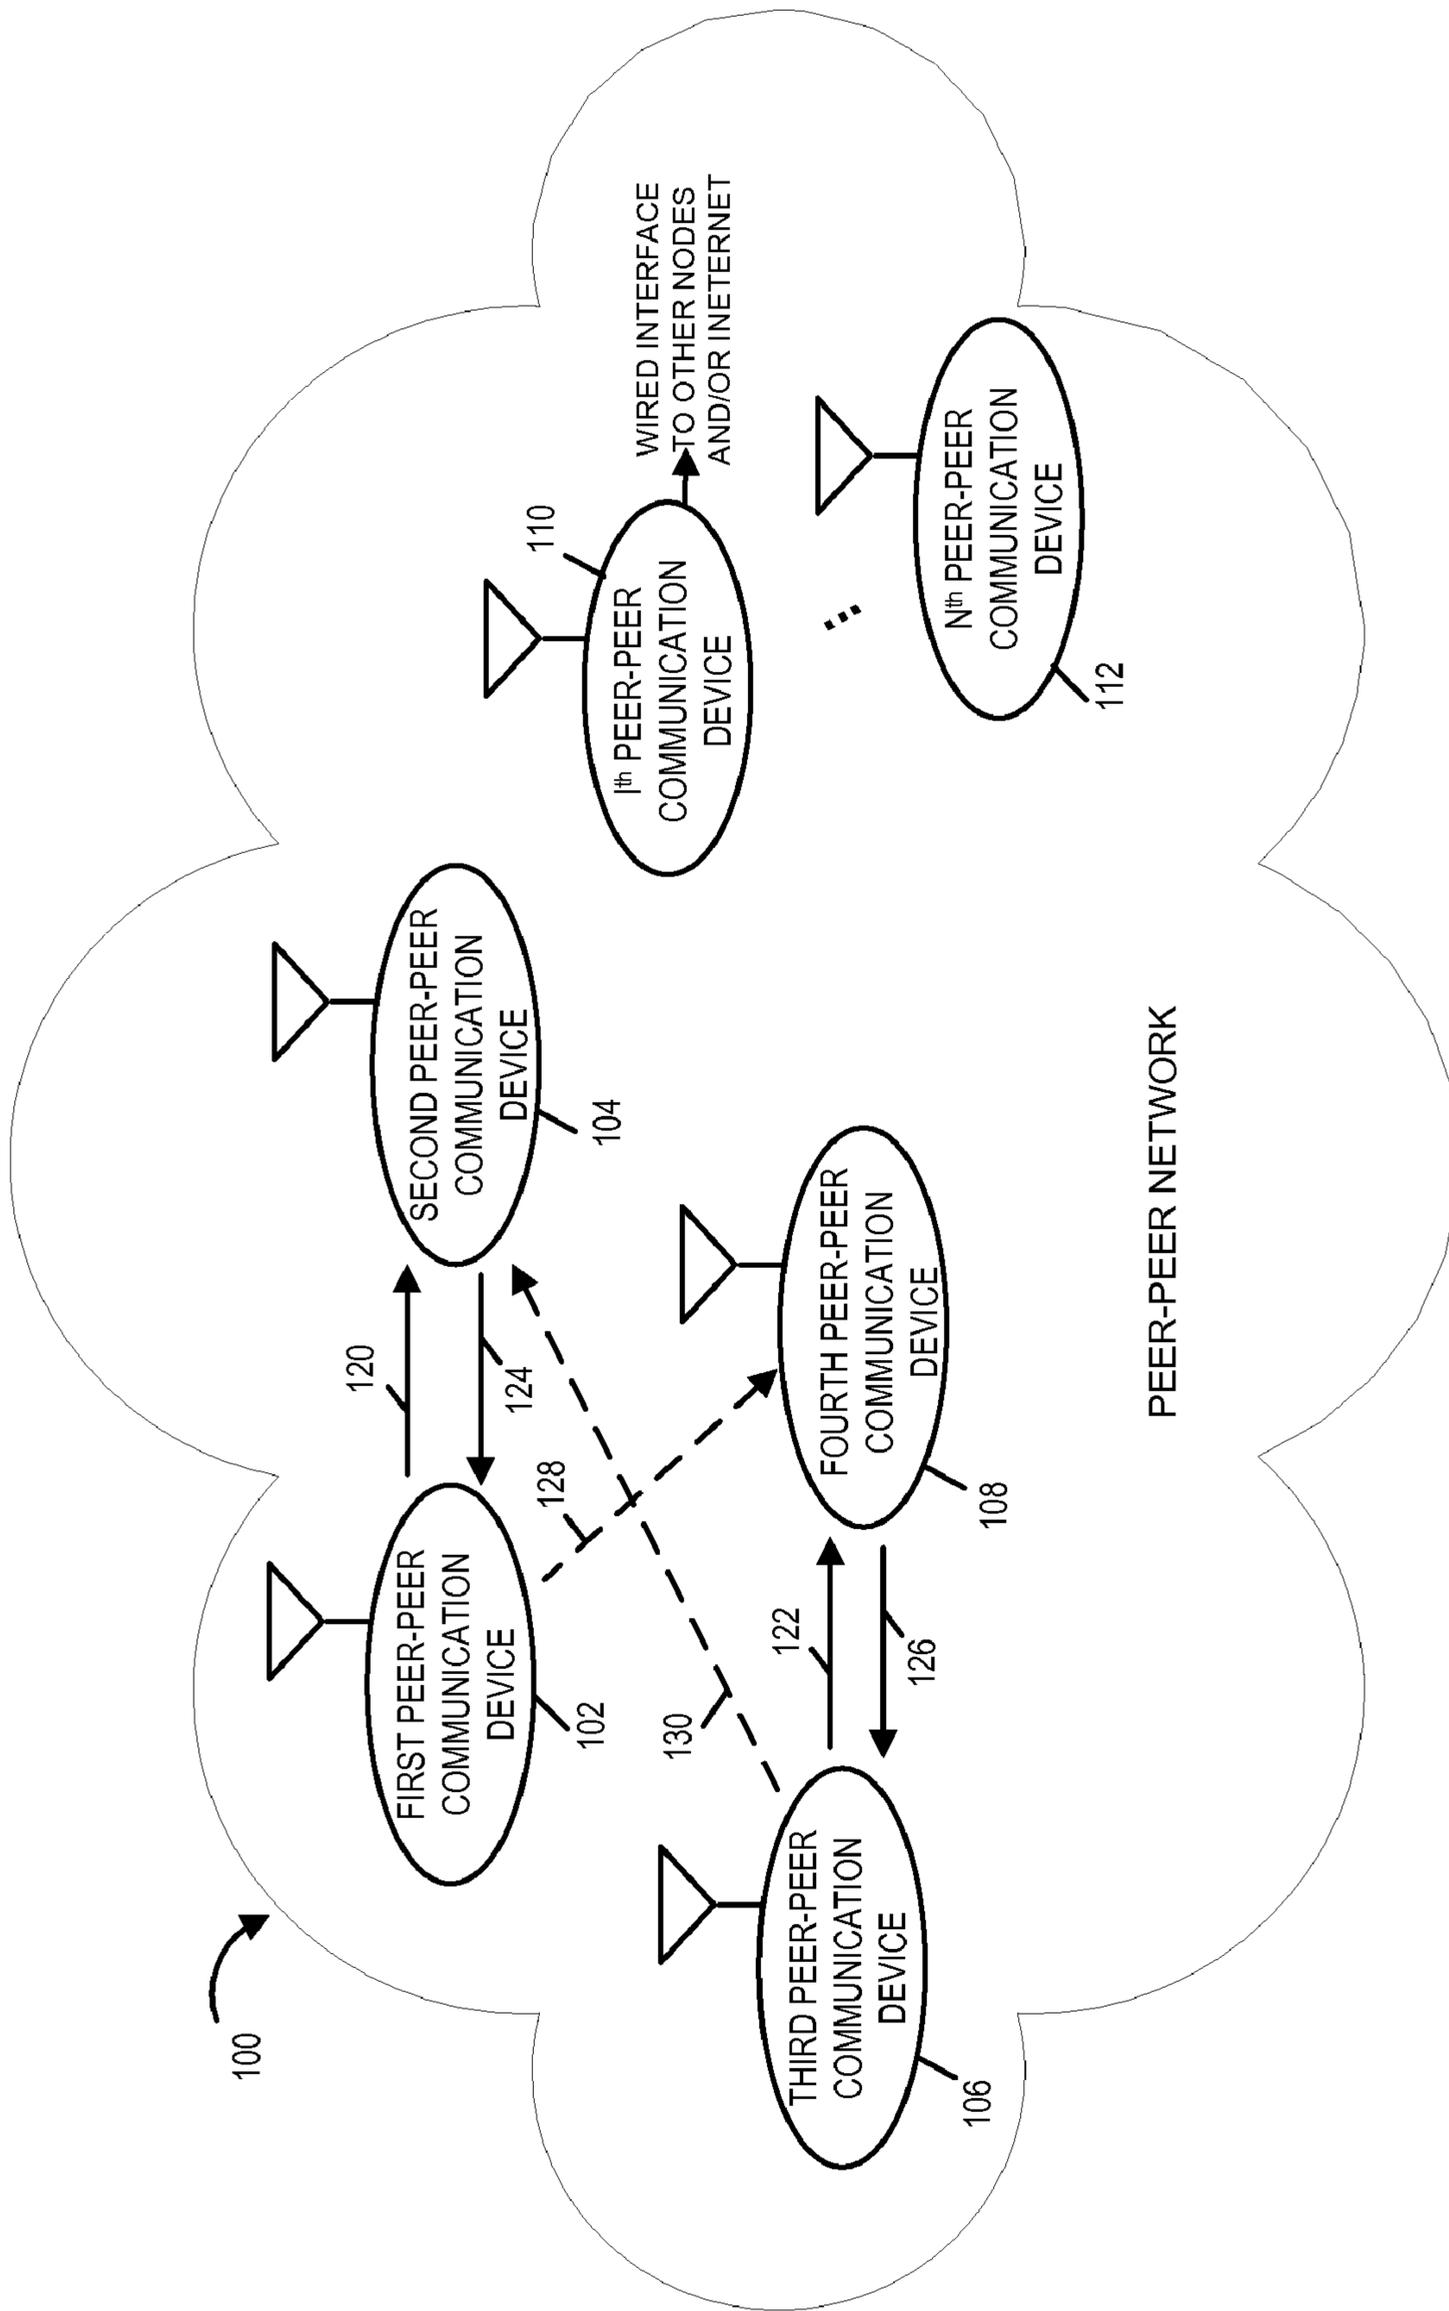 100
FIRST PEER-PEER
COMMUNICATION
DEVICE
102
120
124
SECOND PEER-PEER
COMMUNICATION
DEVICE
104
128
130
THIRD PEER-PEER
COMMUNICATION
DEVICE
106
122
126
FOURTH PEER-PEER
COMMUNICATION
DEVICE
108
110
Ith PEER-PEER
COMMUNICATION
DEVICE
WIRED INTERFACE
TO OTHER NODES
AND/OR INETERNET
Nth PEER-PEER
COMMUNICATION
DEVICE
112
PEER-PEER NETWORK